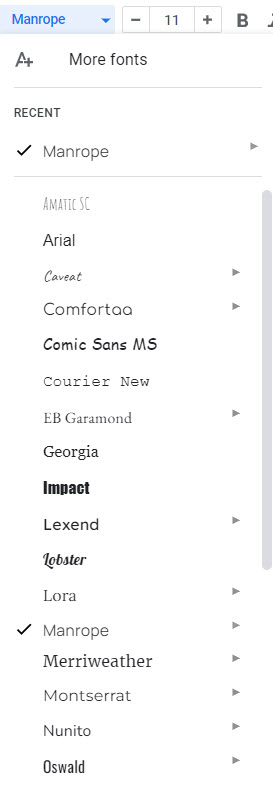 Manrope 11 B
More fonts
RECENT
Manrope
Amatic SC
Arial
Caveat
Comfortaa
Comic Sans MS
Courier New
EB Garamond
Georgia
Impact
Lexend
Lobster
Lora
Manrope
Merriweather
Montserrat
Nunito
Oswald